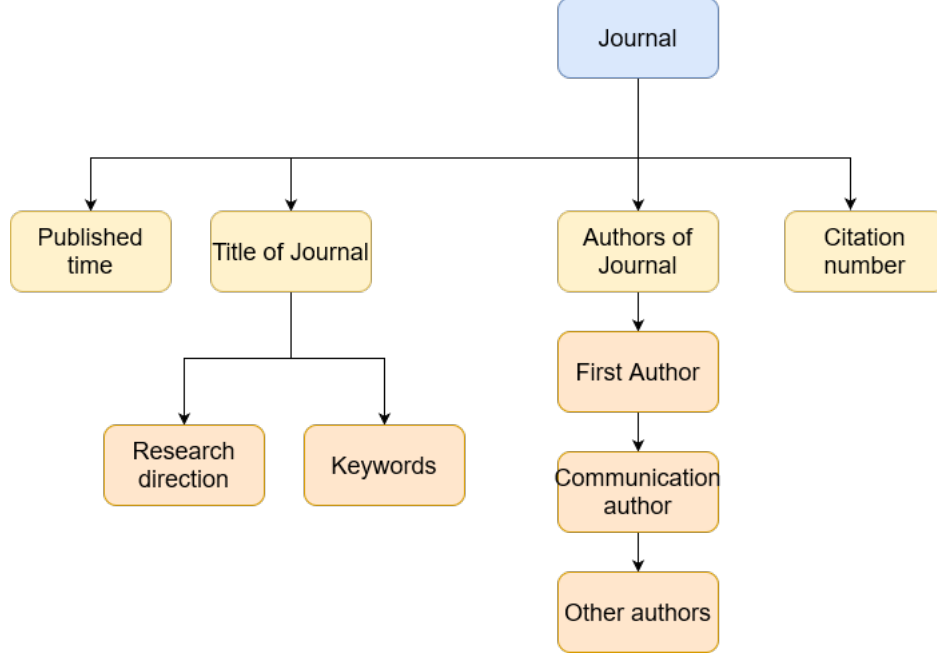 Journal
Published
time
Title of Journal
Authors of
Journal
Citation
number
First Author
Research
direction
Keywords
Communication
author
Other authors